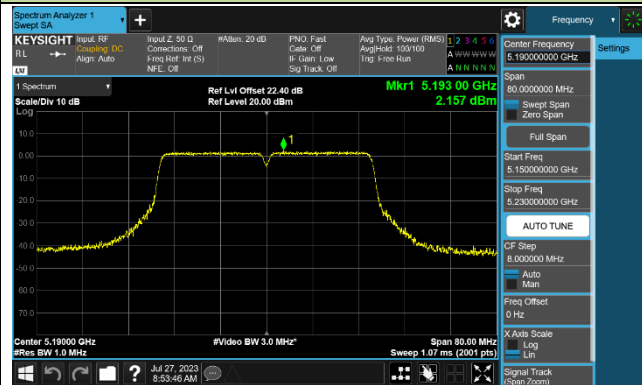 Spectrum Analyzer 1
Swept SA
+
Frequency
KEYSIGHT
RL
Input: RF
Coupling: DC
Align: Auto
Input Z: 50 Ω
Corrections: Off
Freq Ref: Int (S)
NFE: Off
#Atten: 20 dB
PNO: Fast
Gate: Off
IF Gain: Low
Sig Track: Off
Avg Type: Power (RMS)
Avg|Hold: 100/100
Trig: Free Run
1 2 3 4 5 6
A W W W W W
A N N N N N
Center Frequency
5.190000000 GHz
Settings
Span
80.0000000 MHz
Swept Span
Zero Span
Full Span
Start Freq
5.150000000 GHz
Stop Freq
5.230000000 GHz
AUTO TUNE
CF Step
8.000000 MHz
Auto
Man
Freq Offset
0 Hz
X Axis Scale
Log
Lin
Signal Track
(Span Zoom)
1 Spectrum
Scale/Div 10 dB
Log
Ref Lvl Offset 22.40 dB
Ref Level 20.00 dBm
Mkr1 5.193 00 GHz
2.157 dBm
1
10.0
0.00
-10.0
-20.0
-30.0
-40.0
-50.0
-60.0
-70.0
Center 5.19000 GHz
#Res BW 1.0 MHz
#Video BW 3.0 MHz*
Span 80.00 MHz
Sweep 1.07 ms (2001 pts)
?
Jul 27, 2023
8:53:46 AM